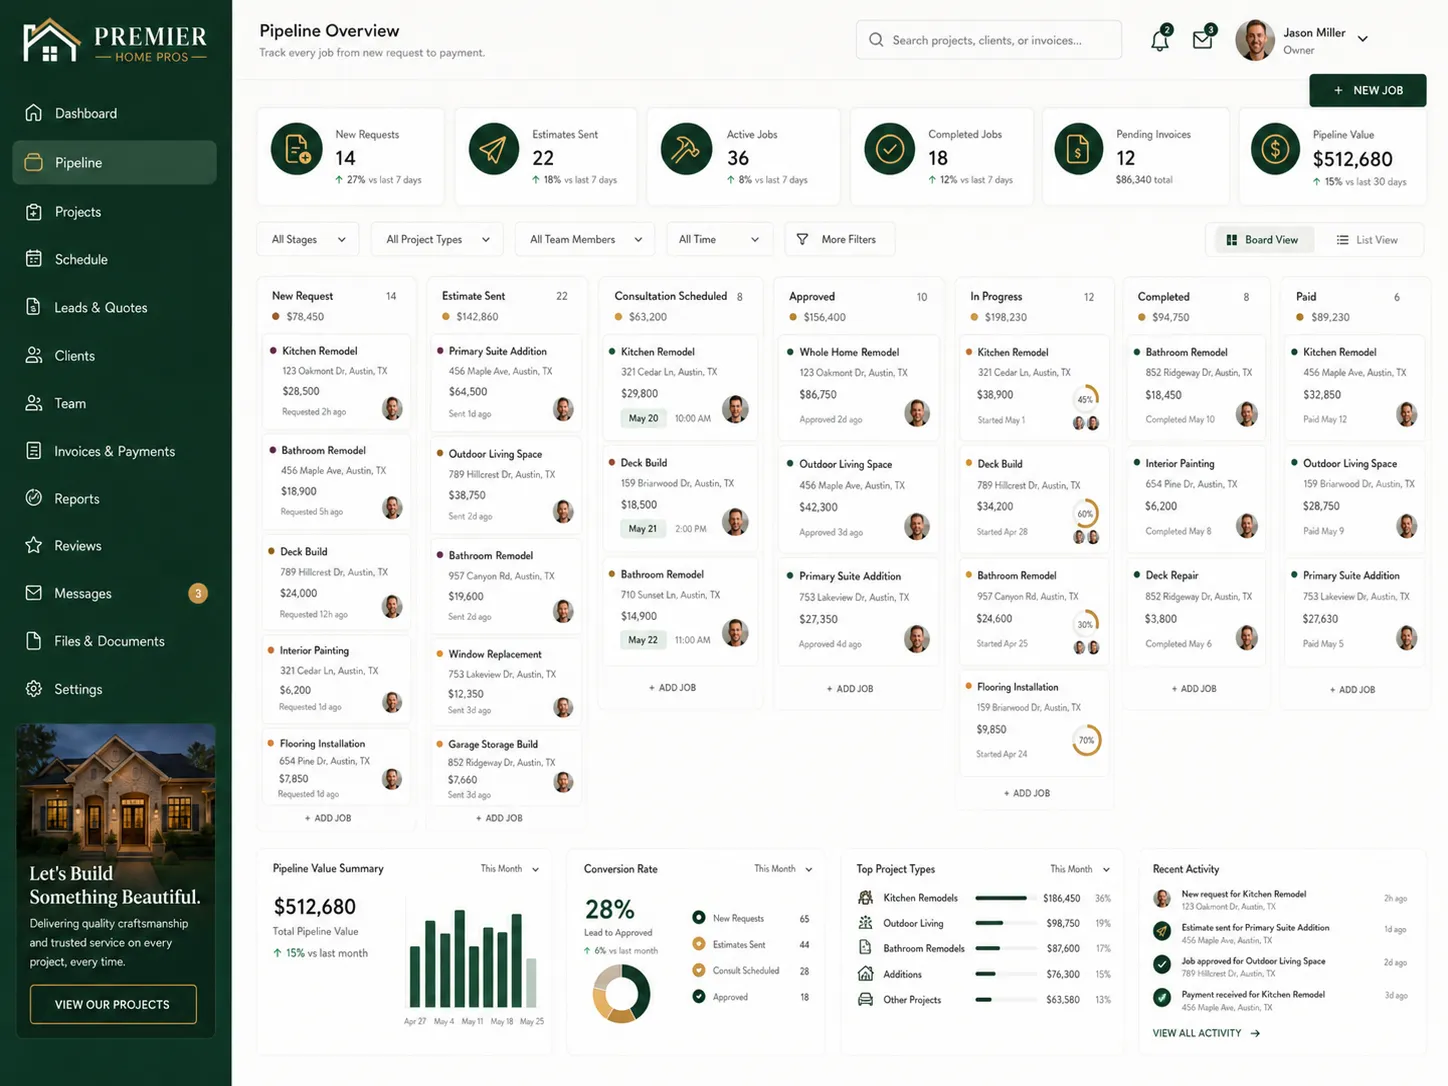 PREMIER
HOME PROS
Dashboard
Pipeline
Projects
Schedule
Leads & Quotes
Clients
Team
Invoices & Payments
Reports
Reviews
Messages 3
Files & Documents
Settings
Let's Build
Something Beautiful.
Delivering quality craftsmanship
and trusted service on every
project, every time.
VIEW OUR PROJECTS
Pipeline Overview
Track every job from new request to payment.
Search projects, clients, or invoices...
2
3
Jason Miller
Owner
+ NEW JOB
New Requests
14
↑ 27% vs last 7 days
Estimates Sent
22
↑ 18% vs last 7 days
Active Jobs
36
↑ 8% vs last 7 days
Completed Jobs
18
↑ 12% vs last 7 days
Pending Invoices
12
$86,340 total
Pipeline Value
$512,680
↑ 15% vs last 30 days
All Stages
All Project Types
All Team Members
All Time
More Filters
Board View
List View
New Request 14
$78,450
Kitchen Remodel
123 Oakmont Dr, Austin, TX
$28,500
Requested 2h ago
Bathroom Remodel
456 Maple Ave, Austin, TX
$18,900
Requested 5h ago
Deck Build
789 Hillcrest Dr, Austin, TX
$24,000
Requested 12h ago
Interior Painting
321 Cedar Ln, Austin, TX
$6,200
Requested 1d ago
Flooring Installation
654 Pine Dr, Austin, TX
$7,850
Requested 1d ago
+ ADD JOB
Estimate Sent 22
$142,860
Primary Suite Addition
456 Maple Ave, Austin, TX
$64,500
Sent 1d ago
Outdoor Living Space
789 Hillcrest Dr, Austin, TX
$38,750
Sent 2d ago
Bathroom Remodel
957 Canyon Rd, Austin, TX
$19,600
Sent 2d ago
Window Replacement
753 Lakeview Dr, Austin, TX
$12,350
Sent 3d ago
Garage Storage Build
852 Ridgeway Dr, Austin, TX
$7,660
Sent 3d ago
+ ADD JOB
Consultation Scheduled 8
$63,200
Kitchen Remodel
321 Cedar Ln, Austin, TX
$29,800
May 20 10:00 AM
Deck Build
159 Briarwood Dr, Austin, TX
$18,500
May 21 2:00 PM
Bathroom Remodel
710 Sunset Ln, Austin, TX
$14,900
May 22 11:00 AM
+ ADD JOB
Approved 10
$156,400
Whole Home Remodel
123 Oakmont Dr, Austin, TX
$86,750
Approved 2d ago
Outdoor Living Space
456 Maple Ave, Austin, TX
$42,300
Approved 3d ago
Primary Suite Addition
753 Lakeview Dr, Austin, TX
$27,350
Approved 4d ago
+ ADD JOB
In Progress 12
$198,230
Kitchen Remodel
321 Cedar Ln, Austin, TX
$38,900
45%
Started May 1
Deck Build
789 Hillcrest Dr, Austin, TX
$34,200
60%
Started Apr 28
Bathroom Remodel
957 Canyon Rd, Austin, TX
$24,600
30%
Started Apr 25
Flooring Installation
159 Briarwood Dr, Austin, TX
$9,850
70%
Started Apr 24
+ ADD JOB
Completed 8
$94,750
Bathroom Remodel
852 Ridgeway Dr, Austin, TX
$18,450
Completed May 10
Interior Painting
654 Pine Dr, Austin, TX
$6,200
Completed May 8
Deck Repair
852 Ridgeway Dr, Austin, TX
$3,800
Completed May 6
+ ADD JOB
Paid 6
$89,230
Kitchen Remodel
456 Maple Ave, Austin, TX
$32,850
Paid May 12
Outdoor Living Space
159 Briarwood Dr, Austin, TX
$28,750
Paid May 9
Primary Suite Addition
753 Lakeview Dr, Austin, TX
$27,630
Paid May 5
+ ADD JOB
Pipeline Value Summary This Month
$512,680
Total Pipeline Value
↑ 15% vs last month
Apr 27 May 4 May 11 May 18 May 25
Conversion Rate This Month
28%
Lead to Approved
↑ 6% vs last month
New Requests 65
Estimates Sent 44
Consult Scheduled 28
Approved 18
Top Project Types This Month
Kitchen Remodels $186,450 36%
Outdoor Living $98,750 19%
Bathroom Remodels $87,600 17%
Additions $76,300 15%
Other Projects $63,580 13%
Recent Activity
New request for Kitchen Remodel
123 Oakmont Dr, Austin, TX
2h ago
Estimate sent for Primary Suite Addition
456 Maple Ave, Austin, TX
1d ago
Job approved for Outdoor Living Space
789 Hillcrest Dr, Austin, TX
2d ago
Payment received for Kitchen Remodel
456 Maple Ave, Austin, TX
3d ago
VIEW ALL ACTIVITY →